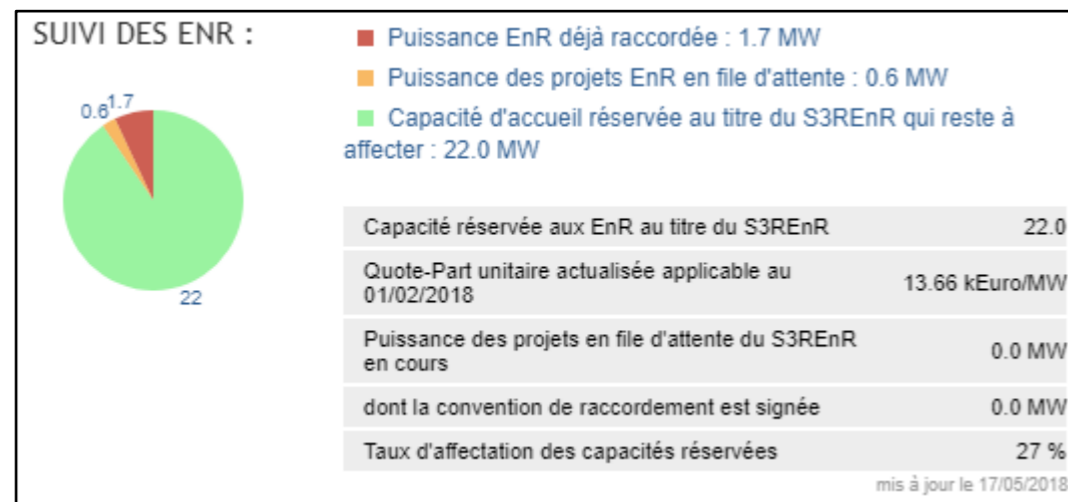 SUIVI DES ENR :
Puissance EnR déjà raccordée : 1.7 MW
Puissance des projets EnR en file d'attente : 0.6 MW
Capacité d'accueil réservée au titre du S3REnR qui reste à
affecter : 22.0 MW
0.6
1.7
22
Capacité réservée aux EnR au titre du S3REnR 22.0
Quote-Part unitaire actualisée applicable au
01/02/2018 13.66 kEuro/MW
Puissance des projets en file d'attente du S3REnR
en cours 0.0 MW
dont la convention de raccordement est signée 0.0 MW
Taux d'affectation des capacités réservées 27 %
mis à jour le 17/05/2018